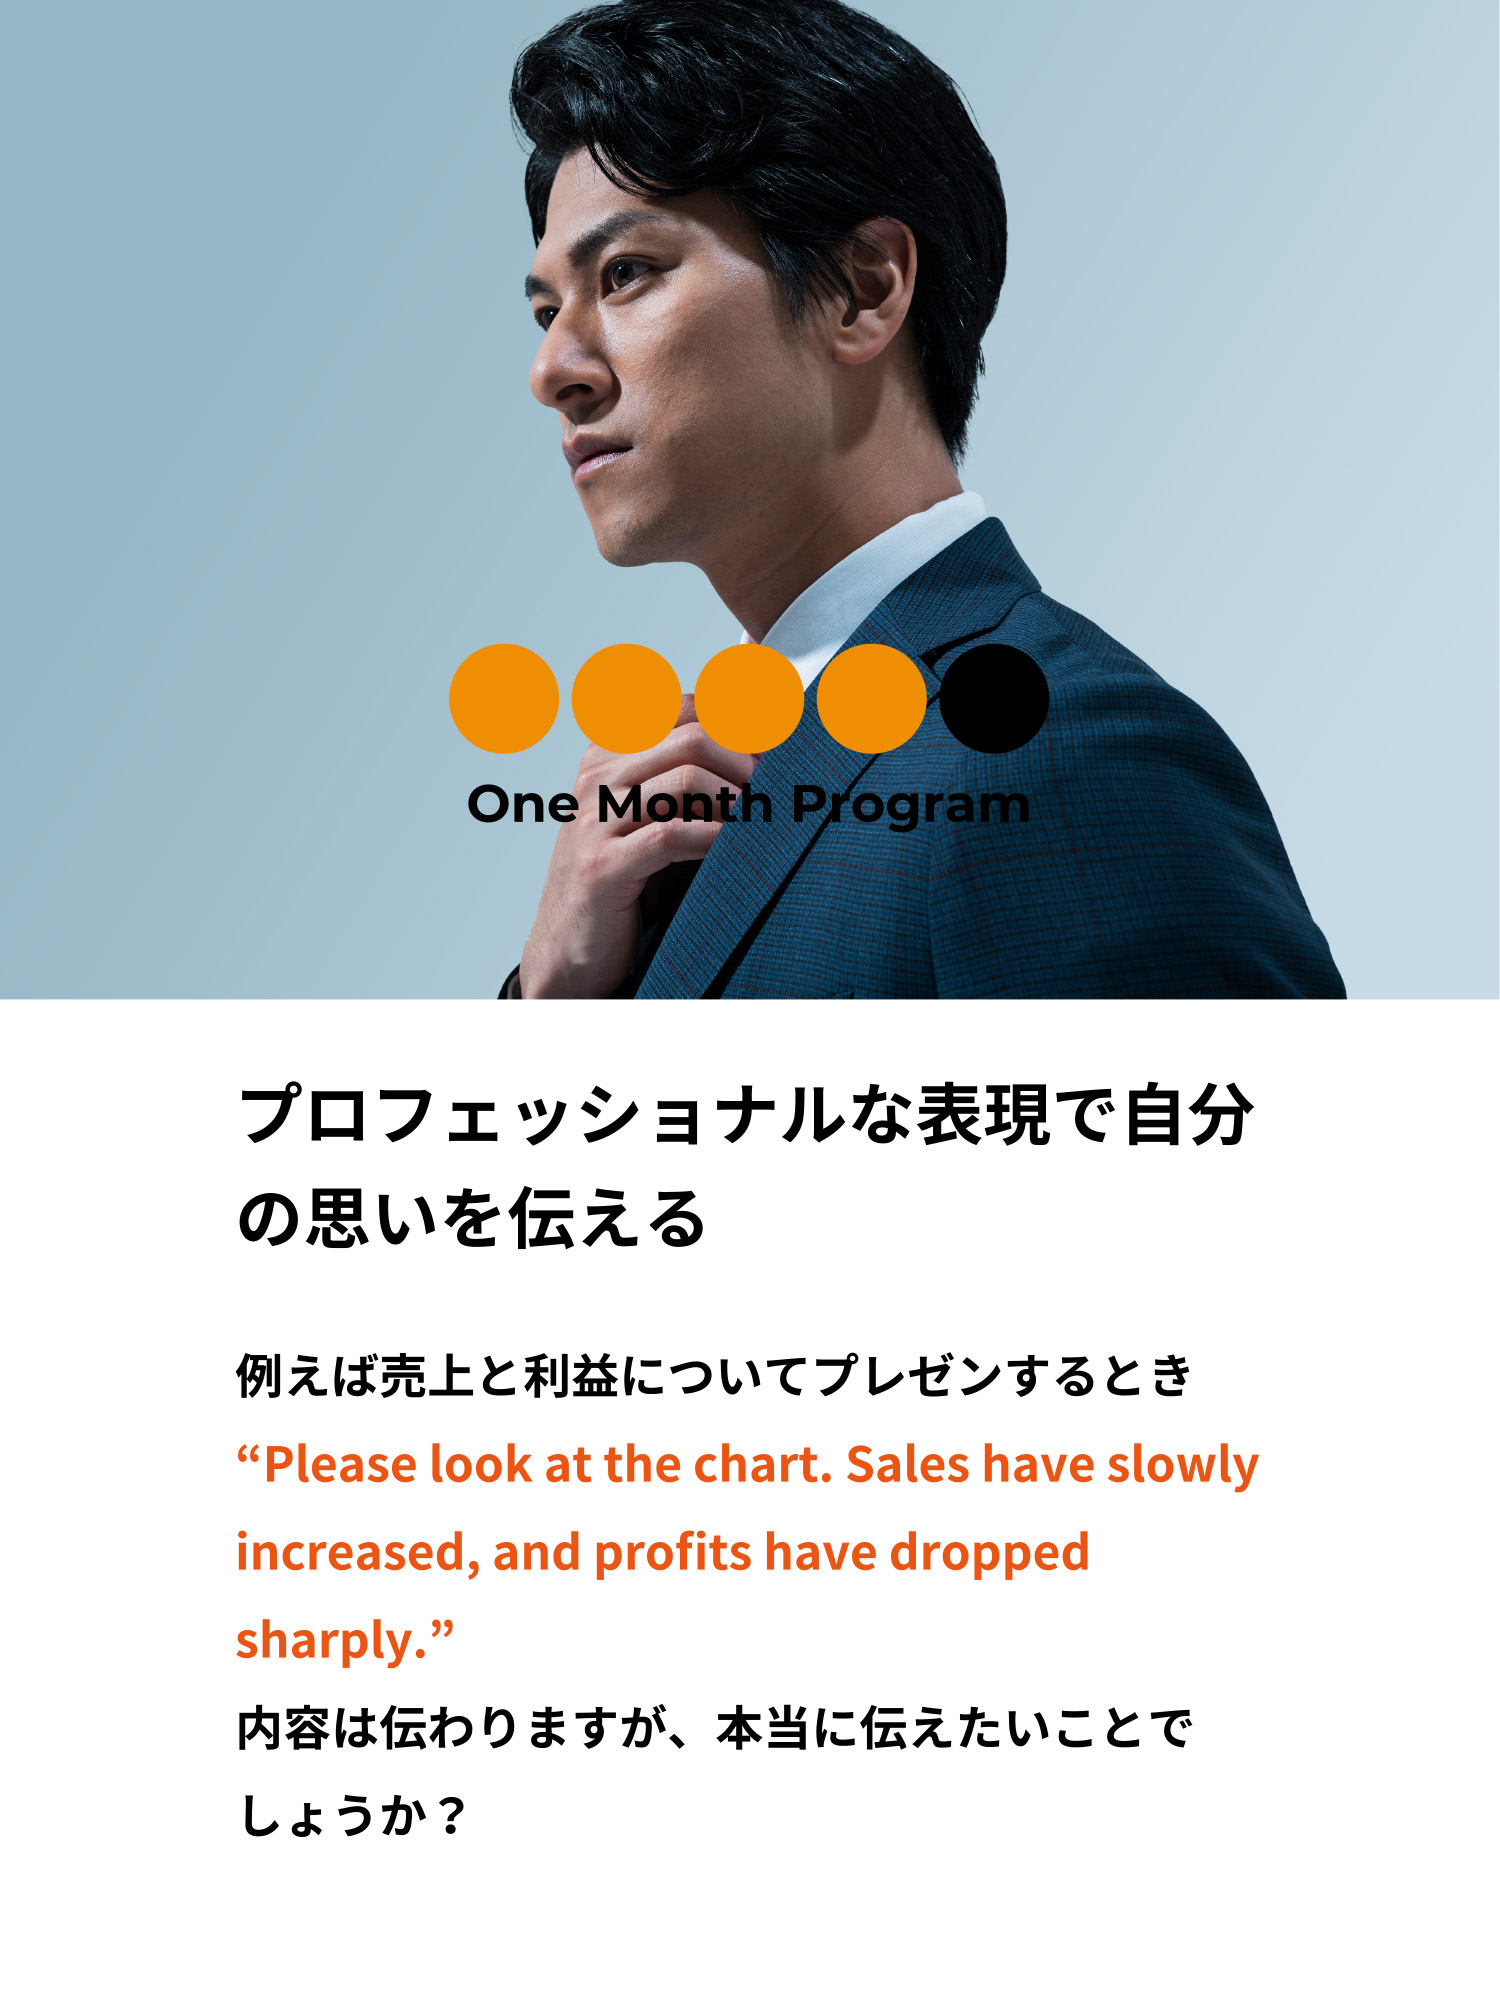 One Month Program
プロフェッショナルな表現で自分
の思いを伝える
例えば売上と利益についてプレゼンするとき
“Please look at the chart. Sales have slowly
increased, and profits have dropped
sharply.”
内容は伝わりますが、本当に伝えたいことで
しょうか？